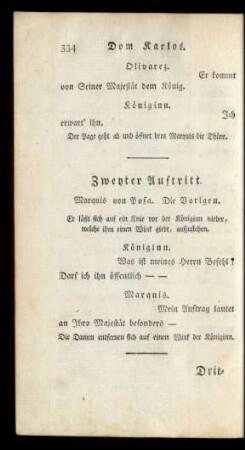 334 Dom Karlos.
Olivarez.
Er kommt
von Seiner Majestät dem König.
Königinn.
Ich
erwart' ihn.
Der Page geht ab und öfnet dem Marquis die Thüre.
Zweyter Auftritt.
Marquis von Posa. Die Vorigen.
Er läßt sich auf ein Knie vor der Königinn nieder,
welche ihm einen Wink giebt, aufzustehen.
Königinn.
Was ist meines Herrn Befehl?
Darf ich ihn öffentlich — —
Marquis.
Mein Auftrag lautet
an Ihro Majestät besonders —
Die Damen entfernen sich auf einen Wink der Königinn.
Drit-